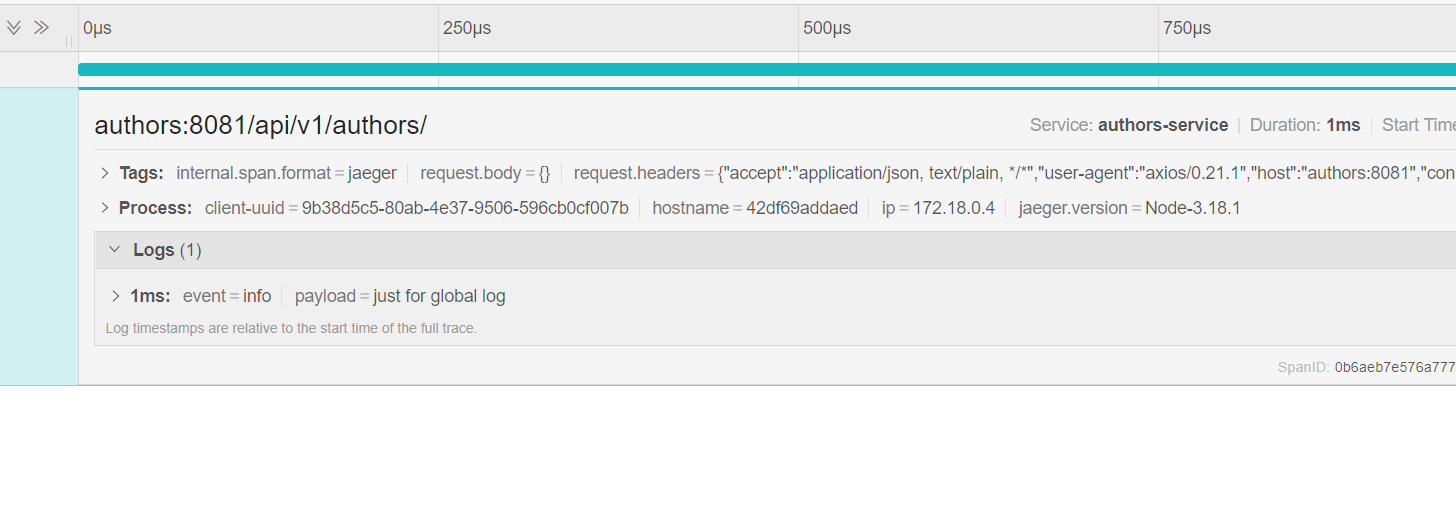 0μs 250μs 500μs 750μs
authors:8081/api/v1/authors/ Service: authors-service Duration: 1ms Start Time
Tags: internal.span.format = jaeger request.body = {} request.headers = {"accept":"application/json, text/plain, */*","user-agent":"axios/0.21.1","host":"authors:8081","con
Process: client-uuid = 9b38d5c5-80ab-4e37-9506-596cb0cf007b hostname = 42df69addaed ip = 172.18.0.4 jaeger.version = Node-3.18.1
Logs (1)
1ms: event = info payload = just for global log
Log timestamps are relative to the start time of the full trace.
SpanID: 0b6aeb7e576a777